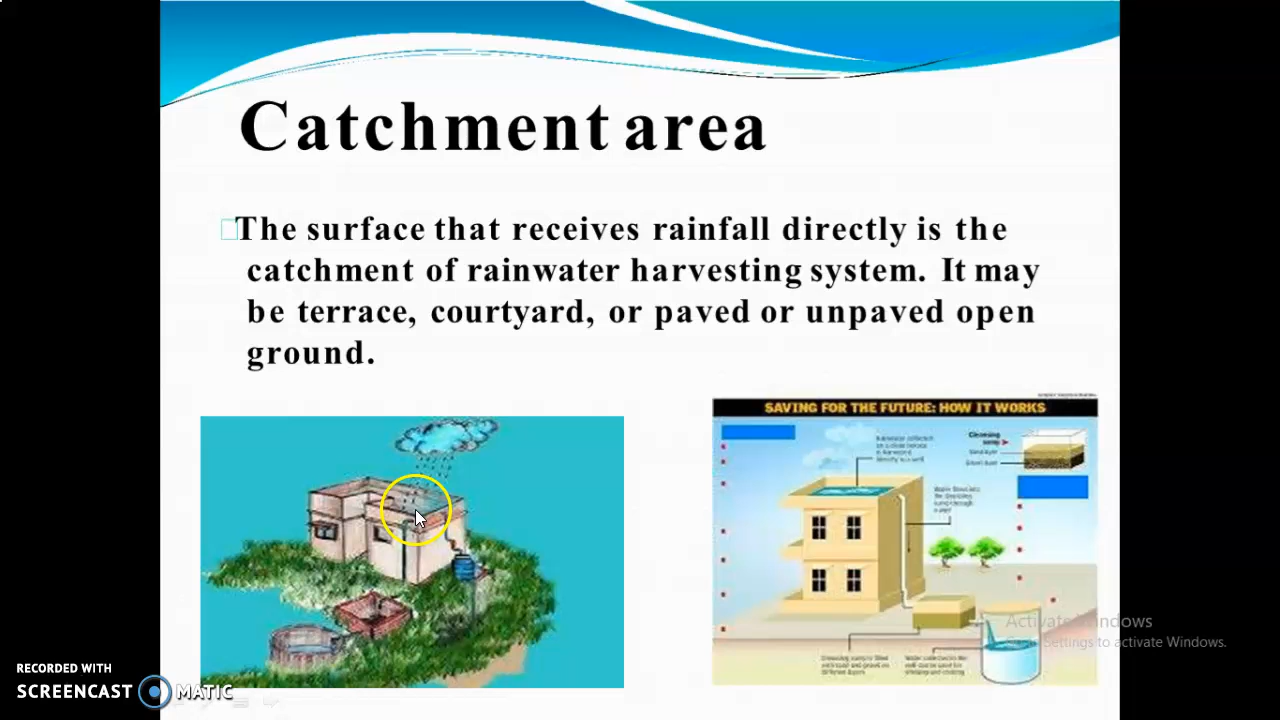 Catchment area
The surface that receives rainfall directly is the
catchment of rainwater harvesting system. It may
be terrace, courtyard, or paved or unpaved open
ground.
SAVING FOR THE FUTURE: HOW IT WORKS
Activate Windows
Settings to activate Windows.
RECORDED WITH
SCREENCAST MATIC